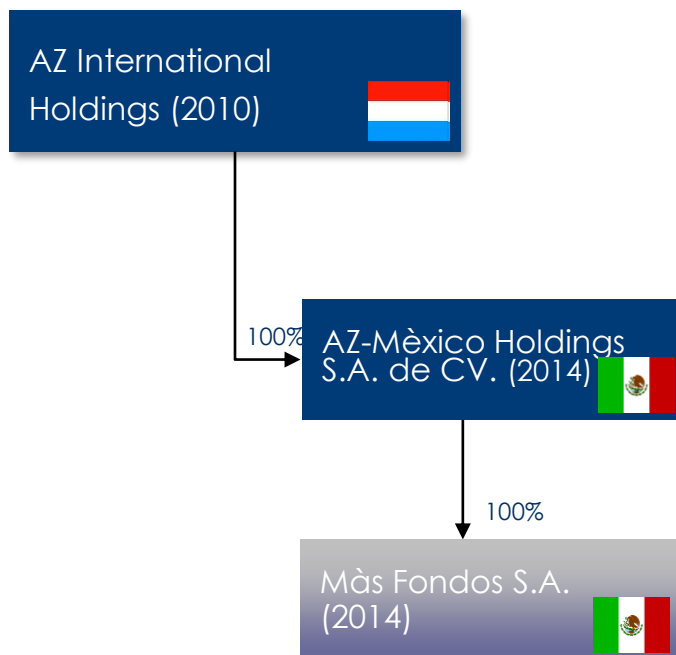 AZ International
Holdings (2010)
100%
AZ-Mèxico Holdings
S.A. de CV. (2014)
100%
Màs Fondos S.A.
(2014)